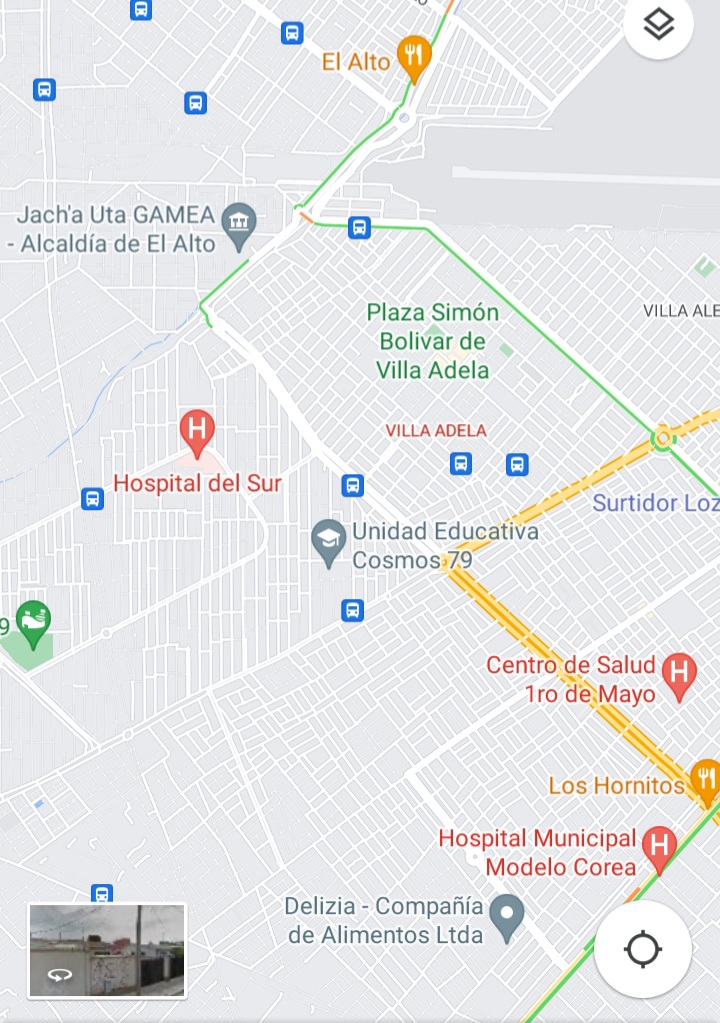 El Alto
Jach'a Uta GAMEA
- Alcaldía de El Alto
Plaza Simón
Bolivar de
Villa Adela
VILLA ALE
VILLA ADELA
H
Hospital del Sur
Surtidor Loz
Unidad Educativa
Cosmos 79
9
Centro de Salud
1ro de Mayo
H
Los Hornitos
Hospital Municipal
Modelo Corea
H
Delizia - Compañía
de Alimentos Ltda